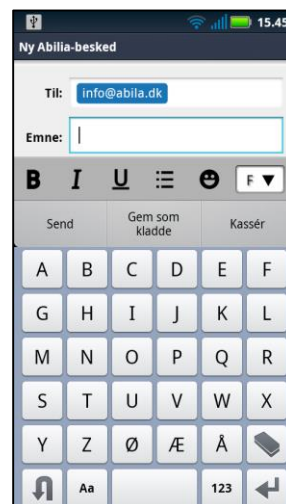 15.45
Ny Abilia-besked
Til: info@abila.dk
Emne:
B I U F ▼
Send Gem som kladde Kassér
A B C D E F
G H I J K L
M N O P Q R
S T U V W X
Y Z Ø Æ Å
Aa 123